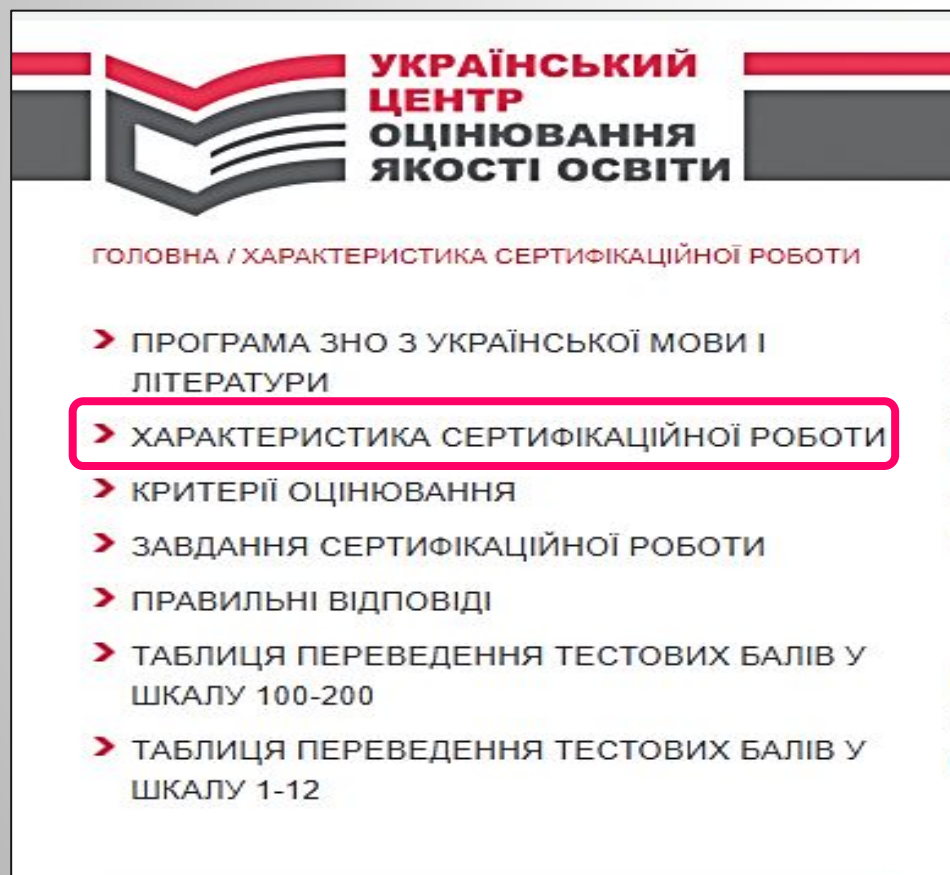 УКРАЇНСЬКИЙ
ЦЕНТР
ОЦІНЮВАННЯ
ЯКОСТІ ОСВІТИ
ГОЛОВНА / ХАРАКТЕРИСТИКА СЕРТИФІКАЦІЙНОЇ РОБОТИ
ПРОГРАМА ЗНО З УКРАЇНСЬКОЇ МОВИ І
ЛІТЕРАТУРИ
ХАРАКТЕРИСТИКА СЕРТИФІКАЦІЙНОЇ РОБОТИ
КРИТЕРІЇ ОЦІНЮВАННЯ
ЗАВДАННЯ СЕРТИФІКАЦІЙНОЇ РОБОТИ
ПРАВИЛЬНІ ВІДПОВІДІ
ТАБЛИЦЯ ПЕРЕВЕДЕННЯ ТЕСТОВИХ БАЛІВ У
ШКАЛУ 100-200
ТАБЛИЦЯ ПЕРЕВЕДЕННЯ ТЕСТОВИХ БАЛІВ У
ШКАЛУ 1-12